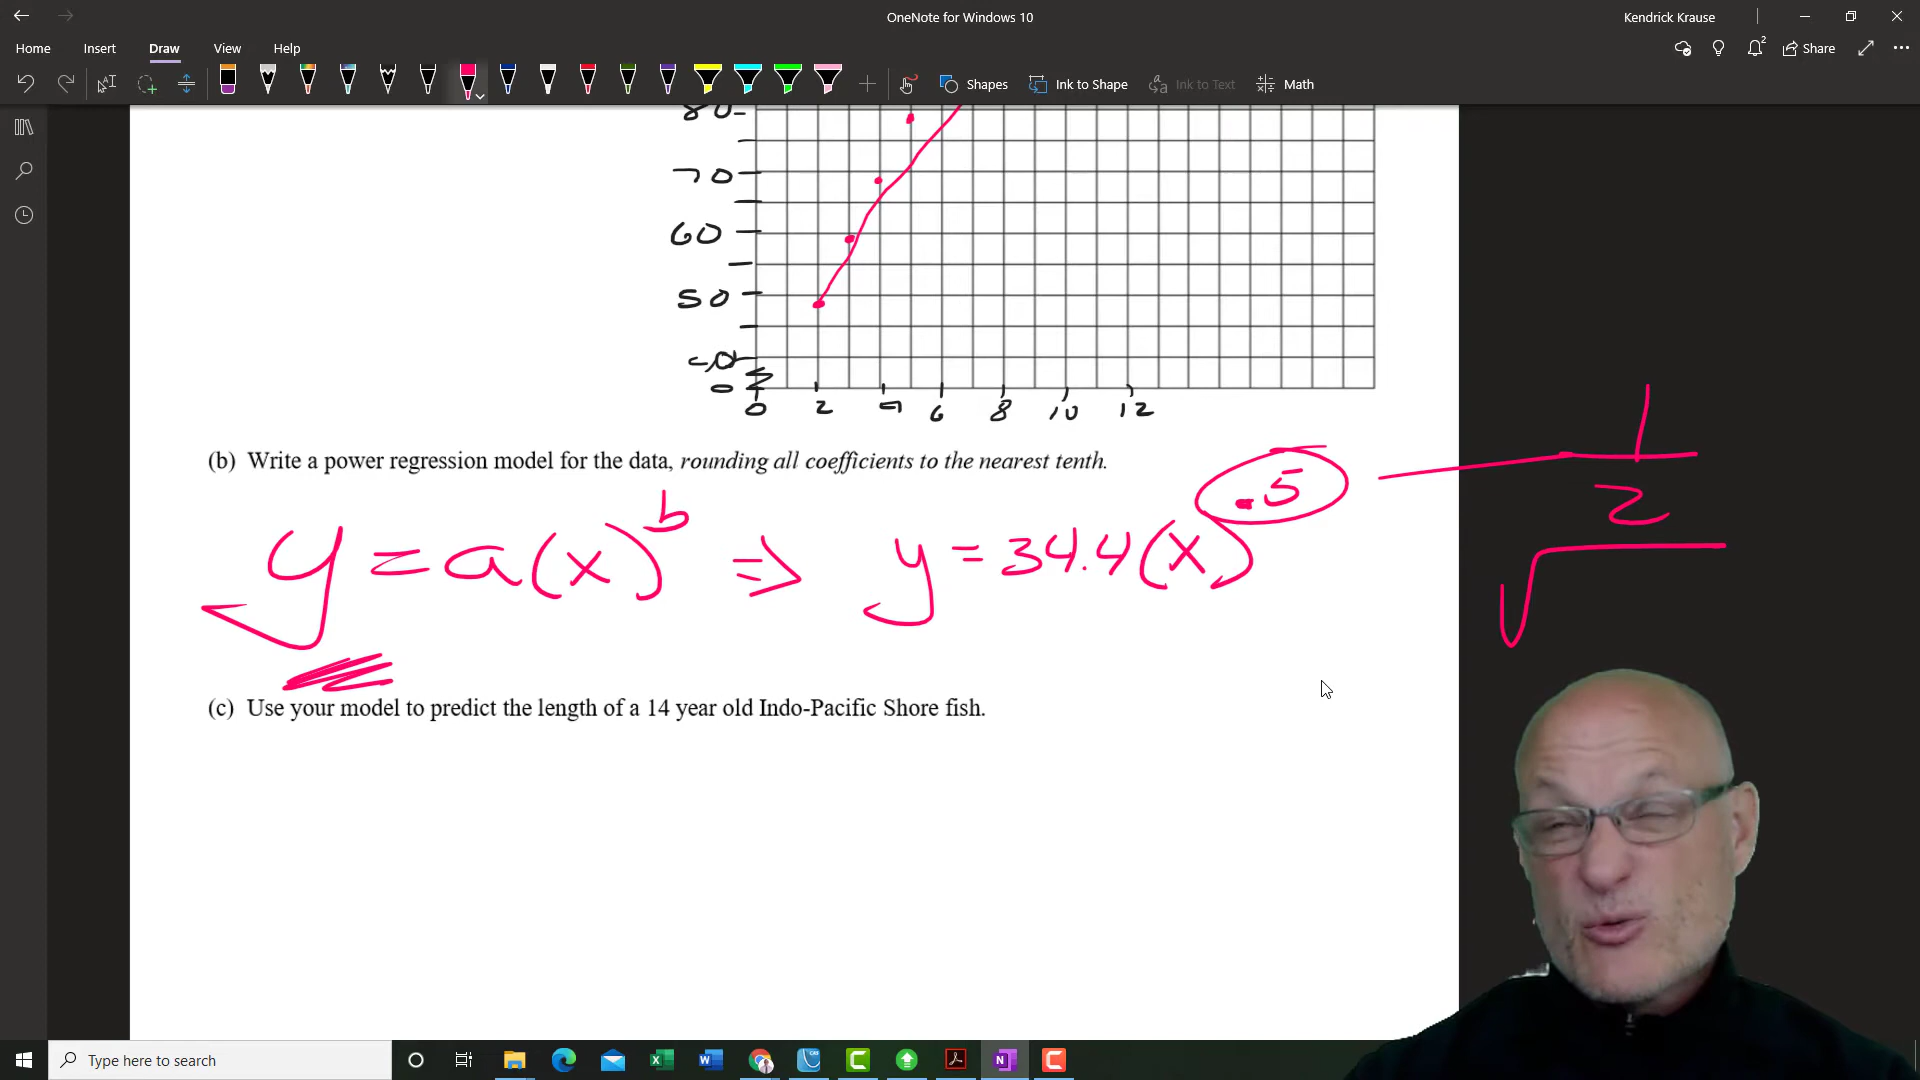 OneNote for Windows 10
Kendrick Krause
Home Insert Draw View Help
2 Share
Shapes Ink to Shape Ink to Text Math
80
70
60
50
0
0 2 4 6 8 10 12
(b) Write a power regression model for the data, rounding all coefficients to the nearest tenth.
y = a(x)^b ⇒ y = 34.4(x)^.5
1
2
√
(c) Use your model to predict the length of a 14 year old Indo-Pacific Shore fish.
Type here to search